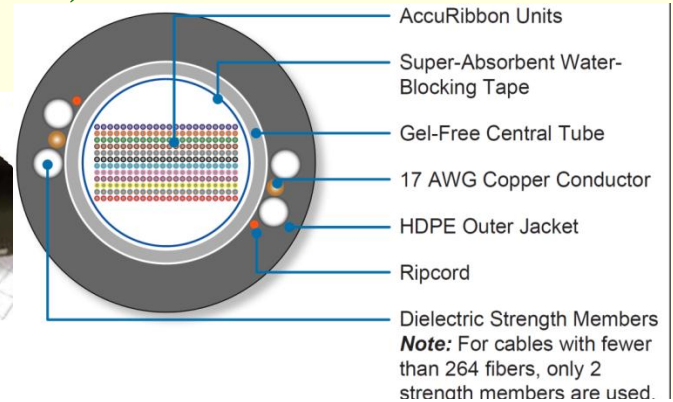 AccuRibbon Units
Super-Absorbent Water-
Blocking Tape
Gel-Free Central Tube
17 AWG Copper Conductor
HDPE Outer Jacket
Ripcord
Dielectric Strength Members
Note: For cables with fewer
than 264 fibers, only 2
strength members are used.